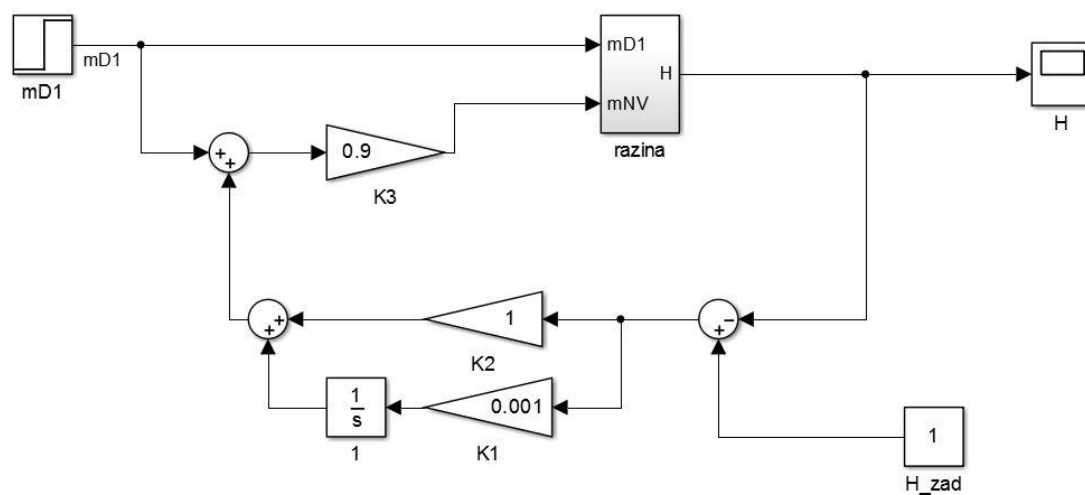 mD1
mD1
mD1
mNV
H
razina
H
+
+
0.9
K3
+
+
1
K2
+
−
1
s
1
0.001
K1
1
H_zad